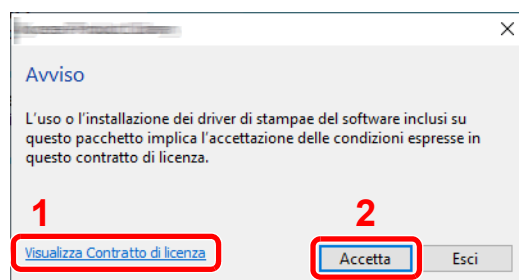 Avviso
L'uso o l'installazione dei driver di stampae del software inclusi su
questo pacchetto implica l'accettazione delle condizioni espresse in
questo contratto di licenza.
1
2
Visualizza Contratto di licenza
Accetta
Esci